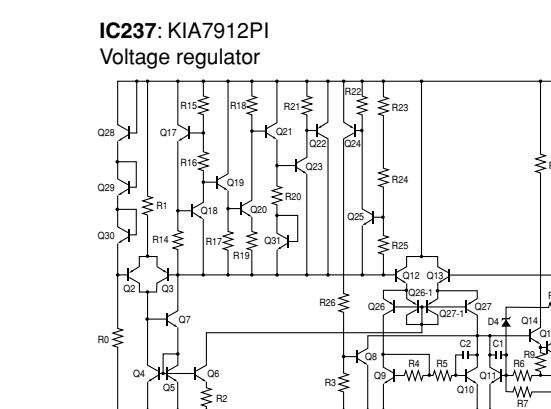 IC237: KIA7912PI
Voltage regulator
R15
R18
R21
R22
R23
Q28
Q17
Q21
Q22
Q24
R16
Q23
R24
Q29
Q19
R1
R20
Q18
Q20
Q25
Q30
R14
R17
Q31
R25
R19
Q2
Q3
Q12
Q13
Q26-1
R26
Q26
Q27
Q27-1
Q7
D4
Q14
R0
C2
C1
Q8
R9
Q4
Q5
Q6
R3
Q9
R4
R5
Q10
Q11
R6
R2
R7